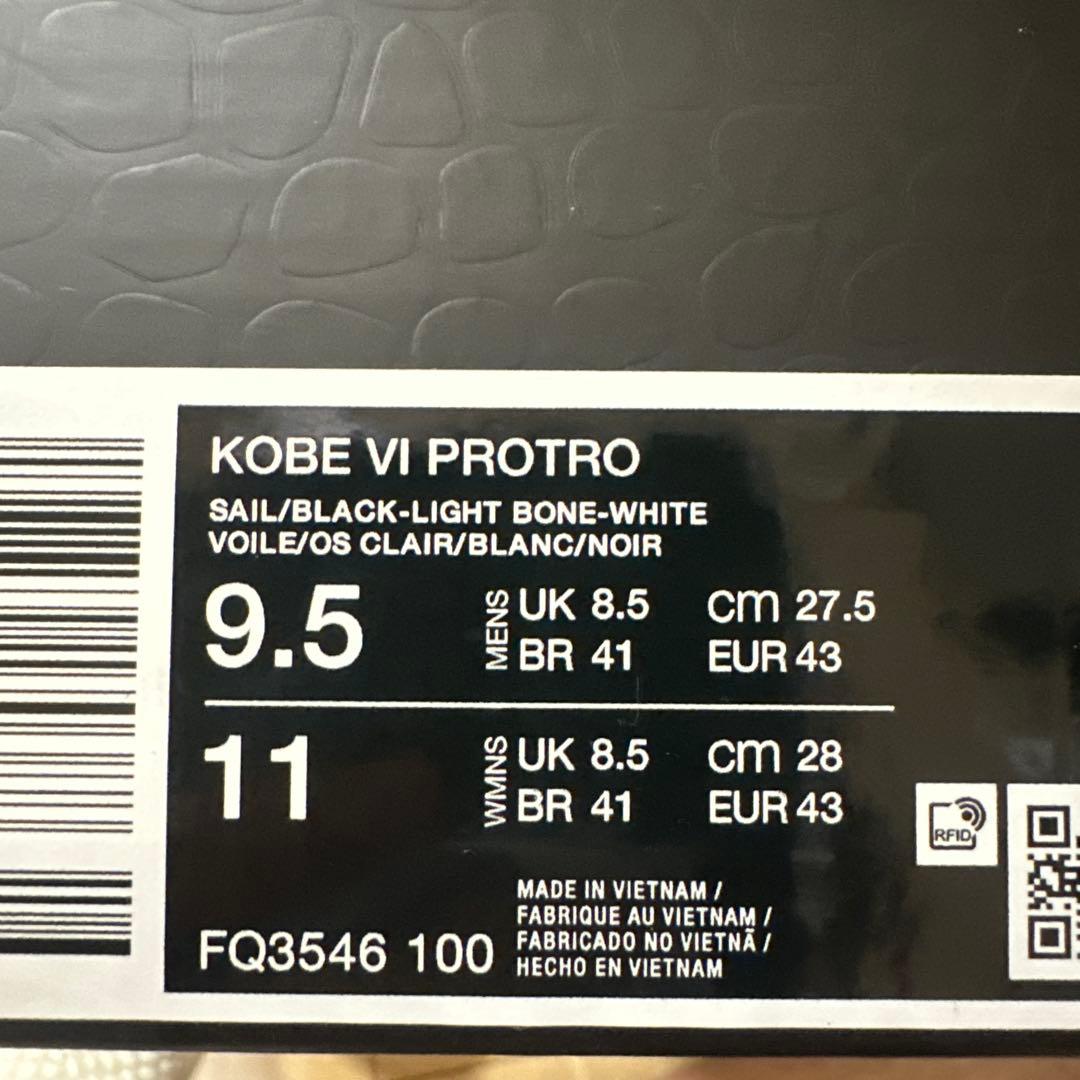 KOBE VI PROTRO
SAIL/BLACK-LIGHT BONE-WHITE
VOILE/OS CLAIR/BLANC/NOIR
9.5 MENS UK 8.5 CM 27.5
BR 41 EUR 43
11 WMNS UK 8.5 CM 28
BR 41 EUR 43
RFID
MADE IN VIETNAM /
FABRIQUE AU VIETNAM /
FABRICADO NO VIETNÃ /
HECHO EN VIETNAM
FQ3546 100